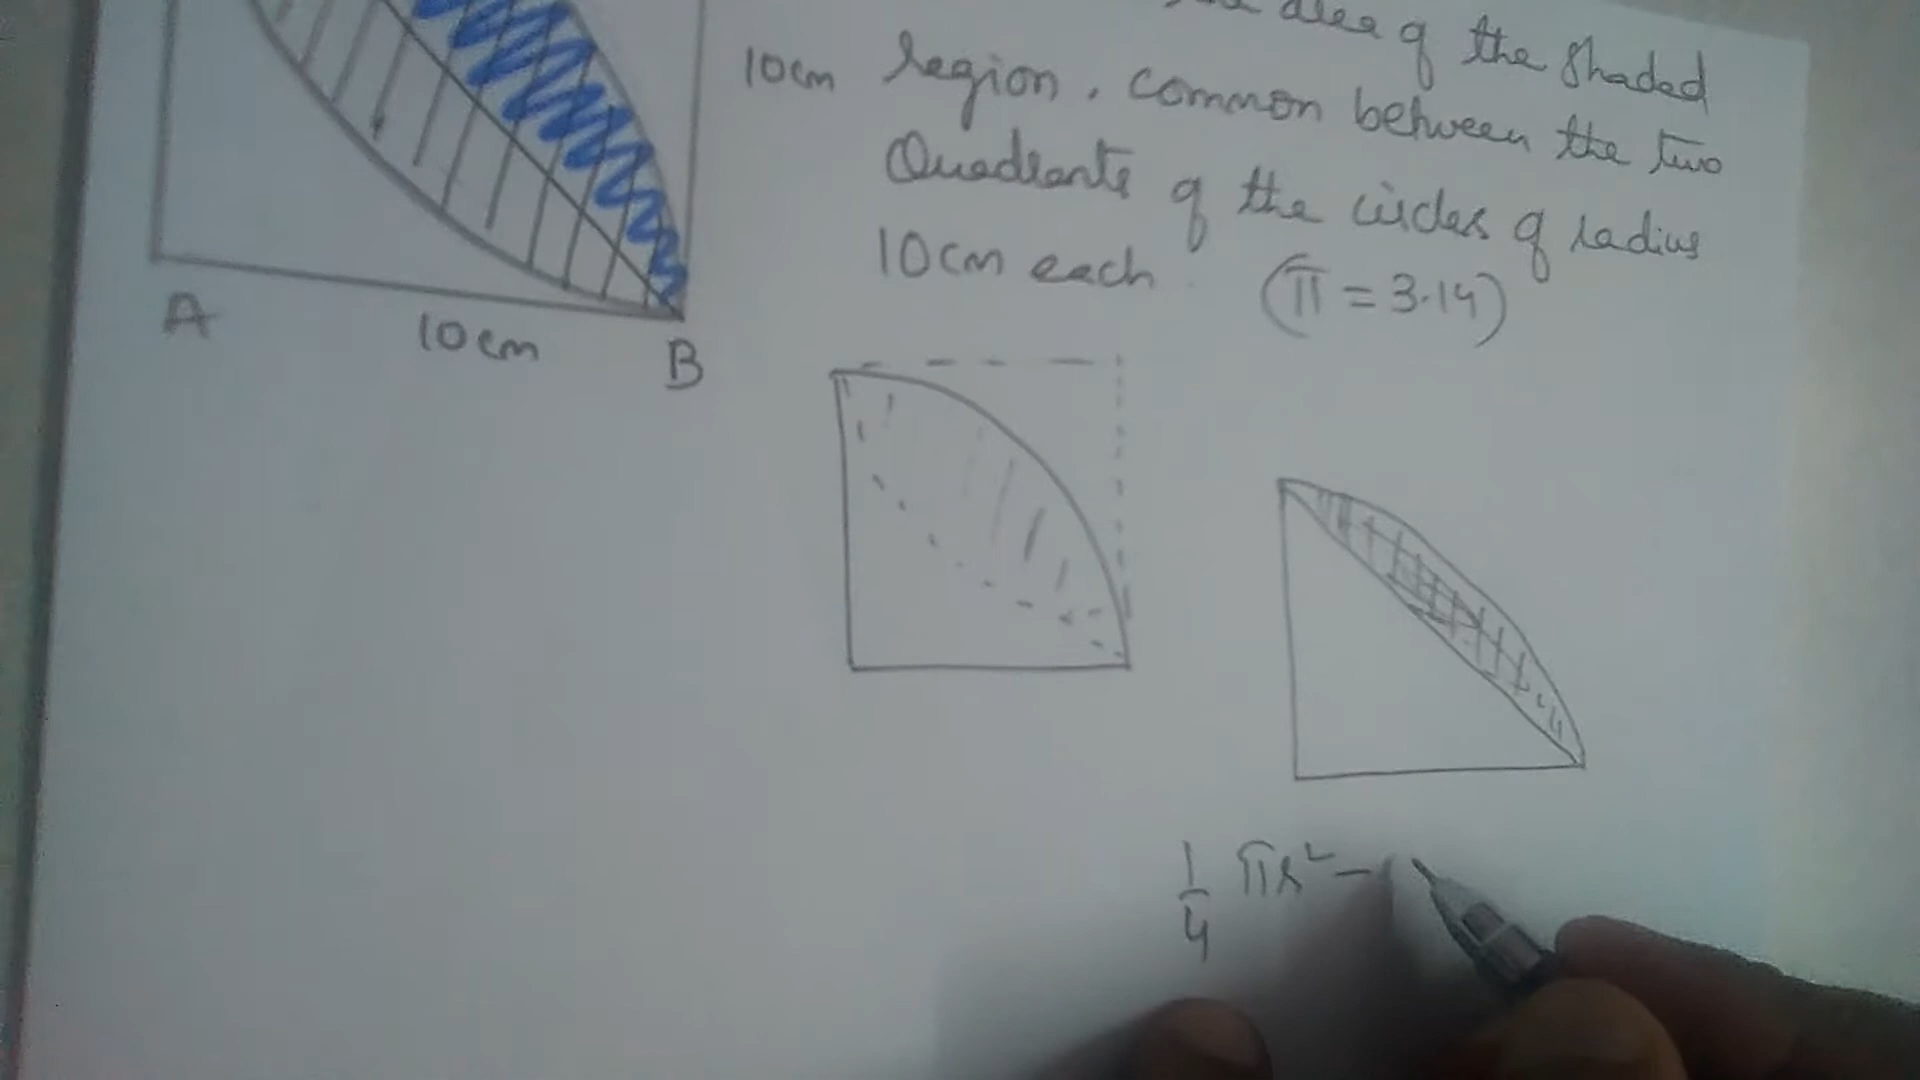 area of the shaded
10cm region, common between the two
Quadrants of the circles of radius
10cm each (π = 3.14)
A 10cm B
1/4 πr² -